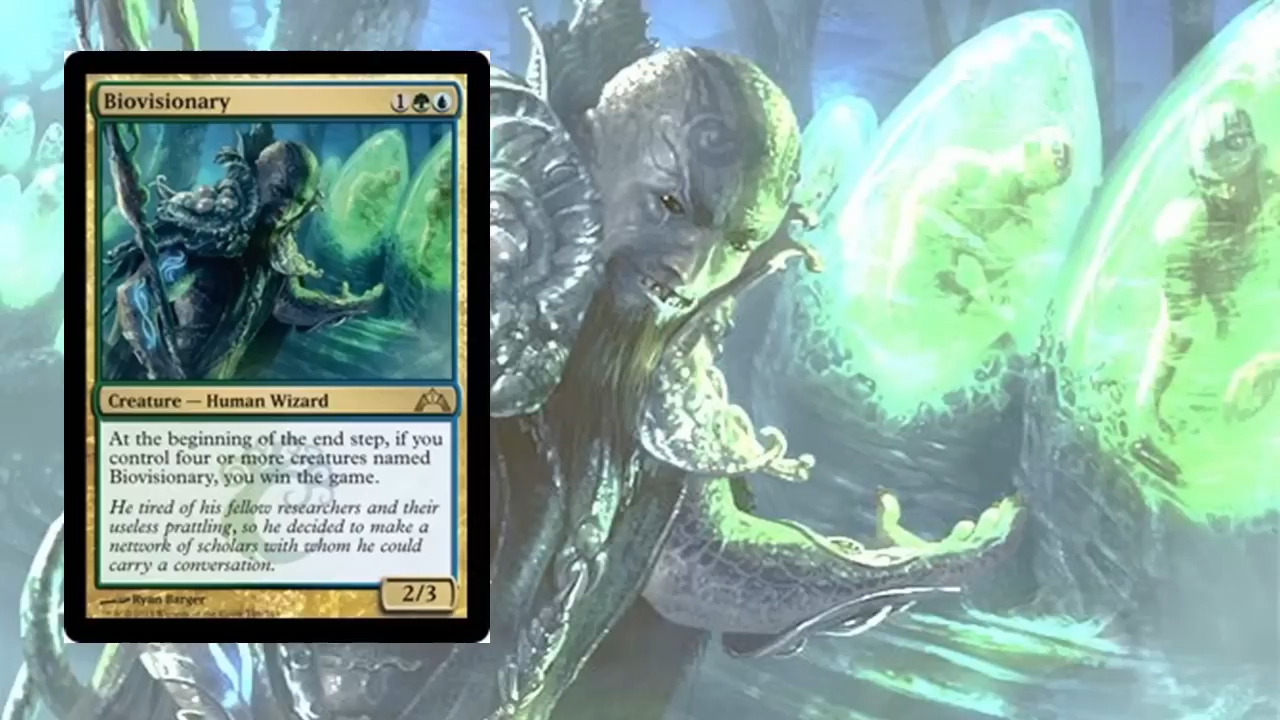 Biovisionary 1
Creature — Human Wizard
At the beginning of the end step, if you
control four or more creatures named
Biovisionary, you win the game.
He tired of his fellow researchers and their
useless prattling, so he decided to make a
network of scholars with whom he could
carry a conversation.
2/3
Ryan Barger